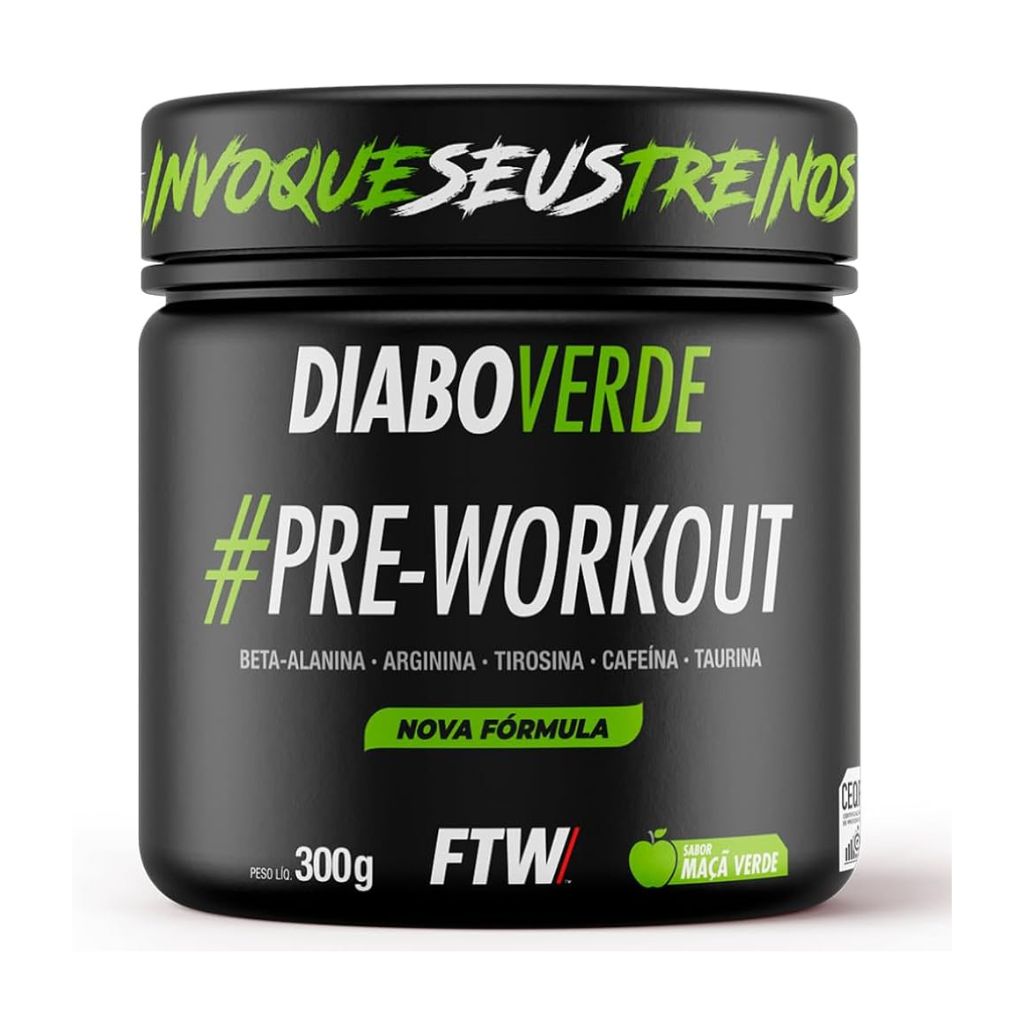 INVOQUESEUSTREINOS
DIABOVERDE
#PRE-WORKOUT
BETA-ALANINA · ARGININA · TIROSINA · CAFEÍNA · TAURINA
NOVA FÓRMULA
PESO LÍQ. 300g
FTW/
SABOR
MAÇÃ VERDE